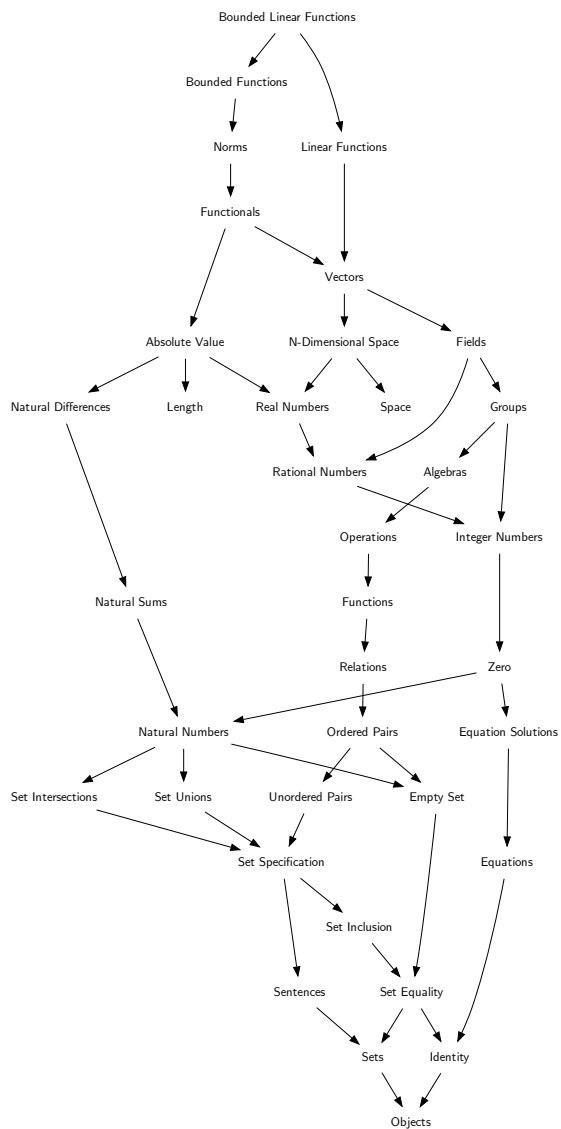 Bounded Linear Functions
Bounded Functions
Norms
Linear Functions
Functionals
Vectors
Absolute Value
N-Dimensional Space
Fields
Natural Differences
Length
Real Numbers
Space
Groups
Rational Numbers
Algebras
Operations
Integer Numbers
Natural Sums
Functions
Relations
Zero
Natural Numbers
Ordered Pairs
Equation Solutions
Set Intersections
Set Unions
Unordered Pairs
Empty Set
Set Specification
Equations
Set Inclusion
Sentences
Set Equality
Sets
Identity
Objects